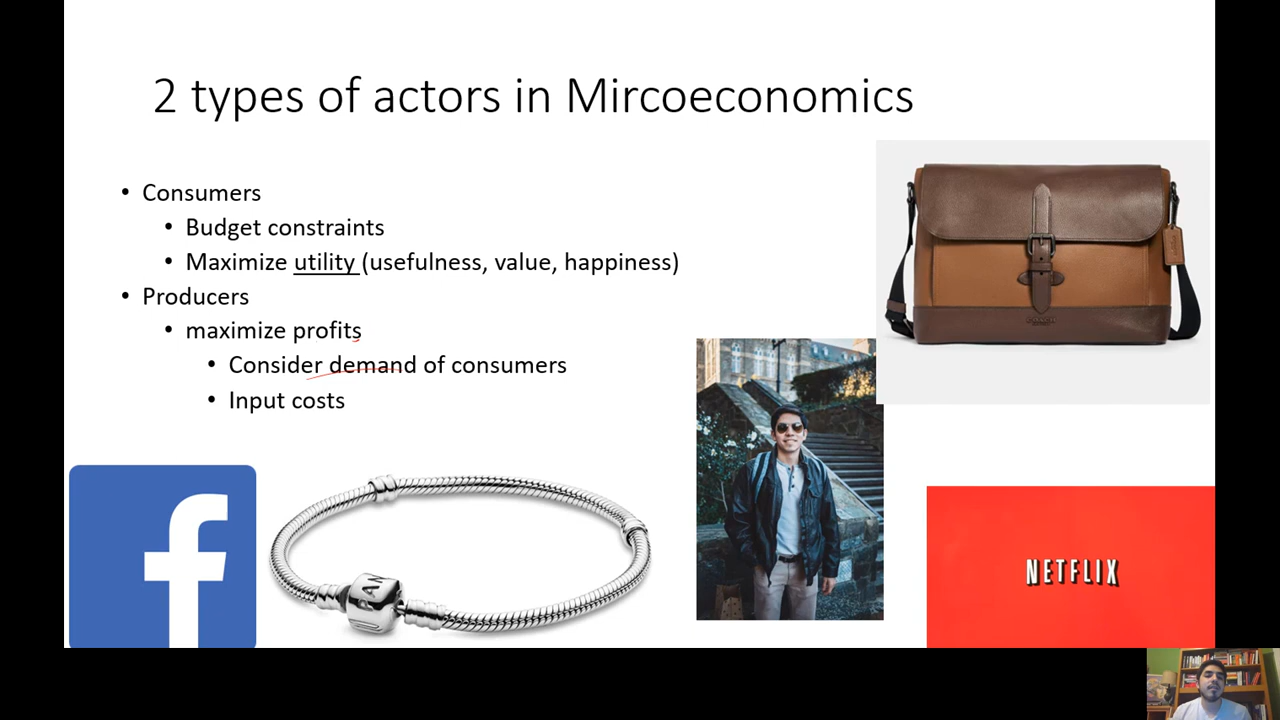 2 types of actors in Mircoeconomics
• Consumers
• Budget constraints
• Maximize utility (usefulness, value, happiness)
• Producers
• maximize profits
• Consider demand of consumers
• Input costs
f
NETFLIX